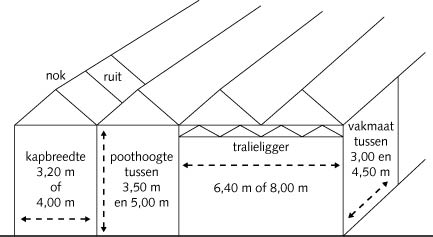 nok
ruit
kapbreedte
3,20 m
of
4,00 m
poothoogte
tussen
3,50 m
en 5,00 m
tralieligger
6,40 m of 8,00 m
vakmaat
tussen
3,00 en
4,50 m